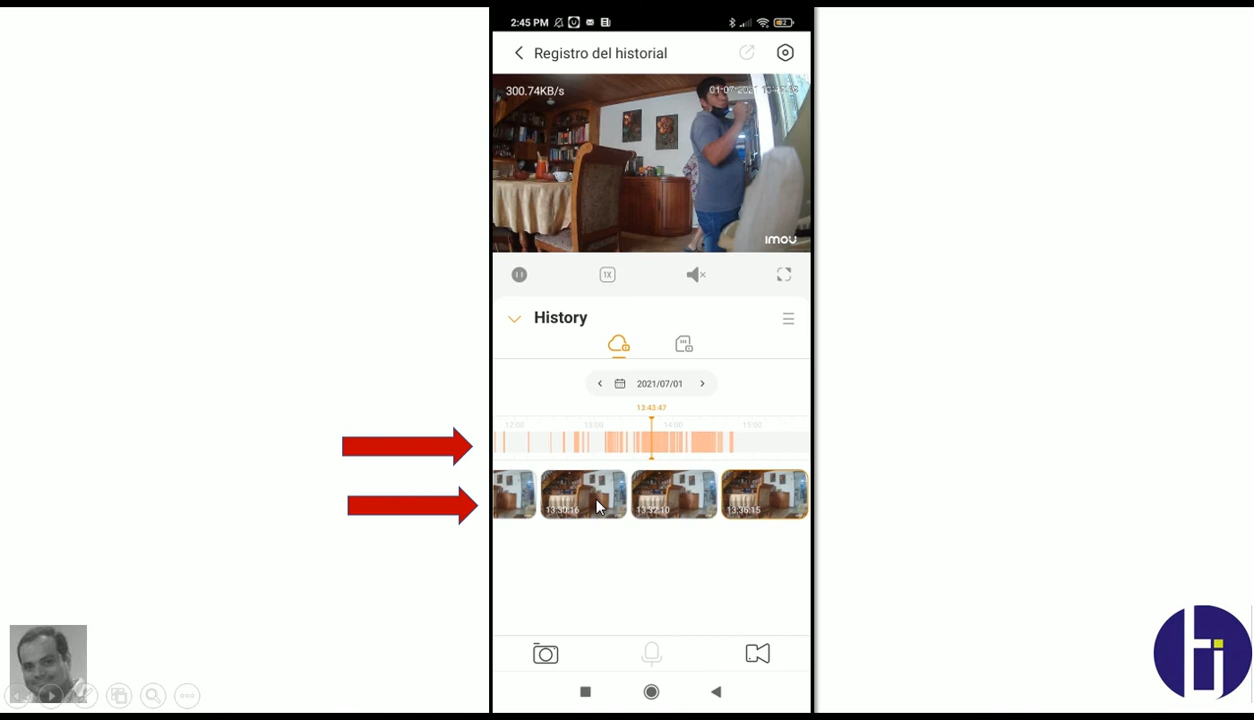 2:45 PM
Registro del historial
300.74KB/s
imou
1X
History
2021/07/01
13:43:47
12:00 13:00 14:00 15:00
13:30:16 13:32:10 13:36:15